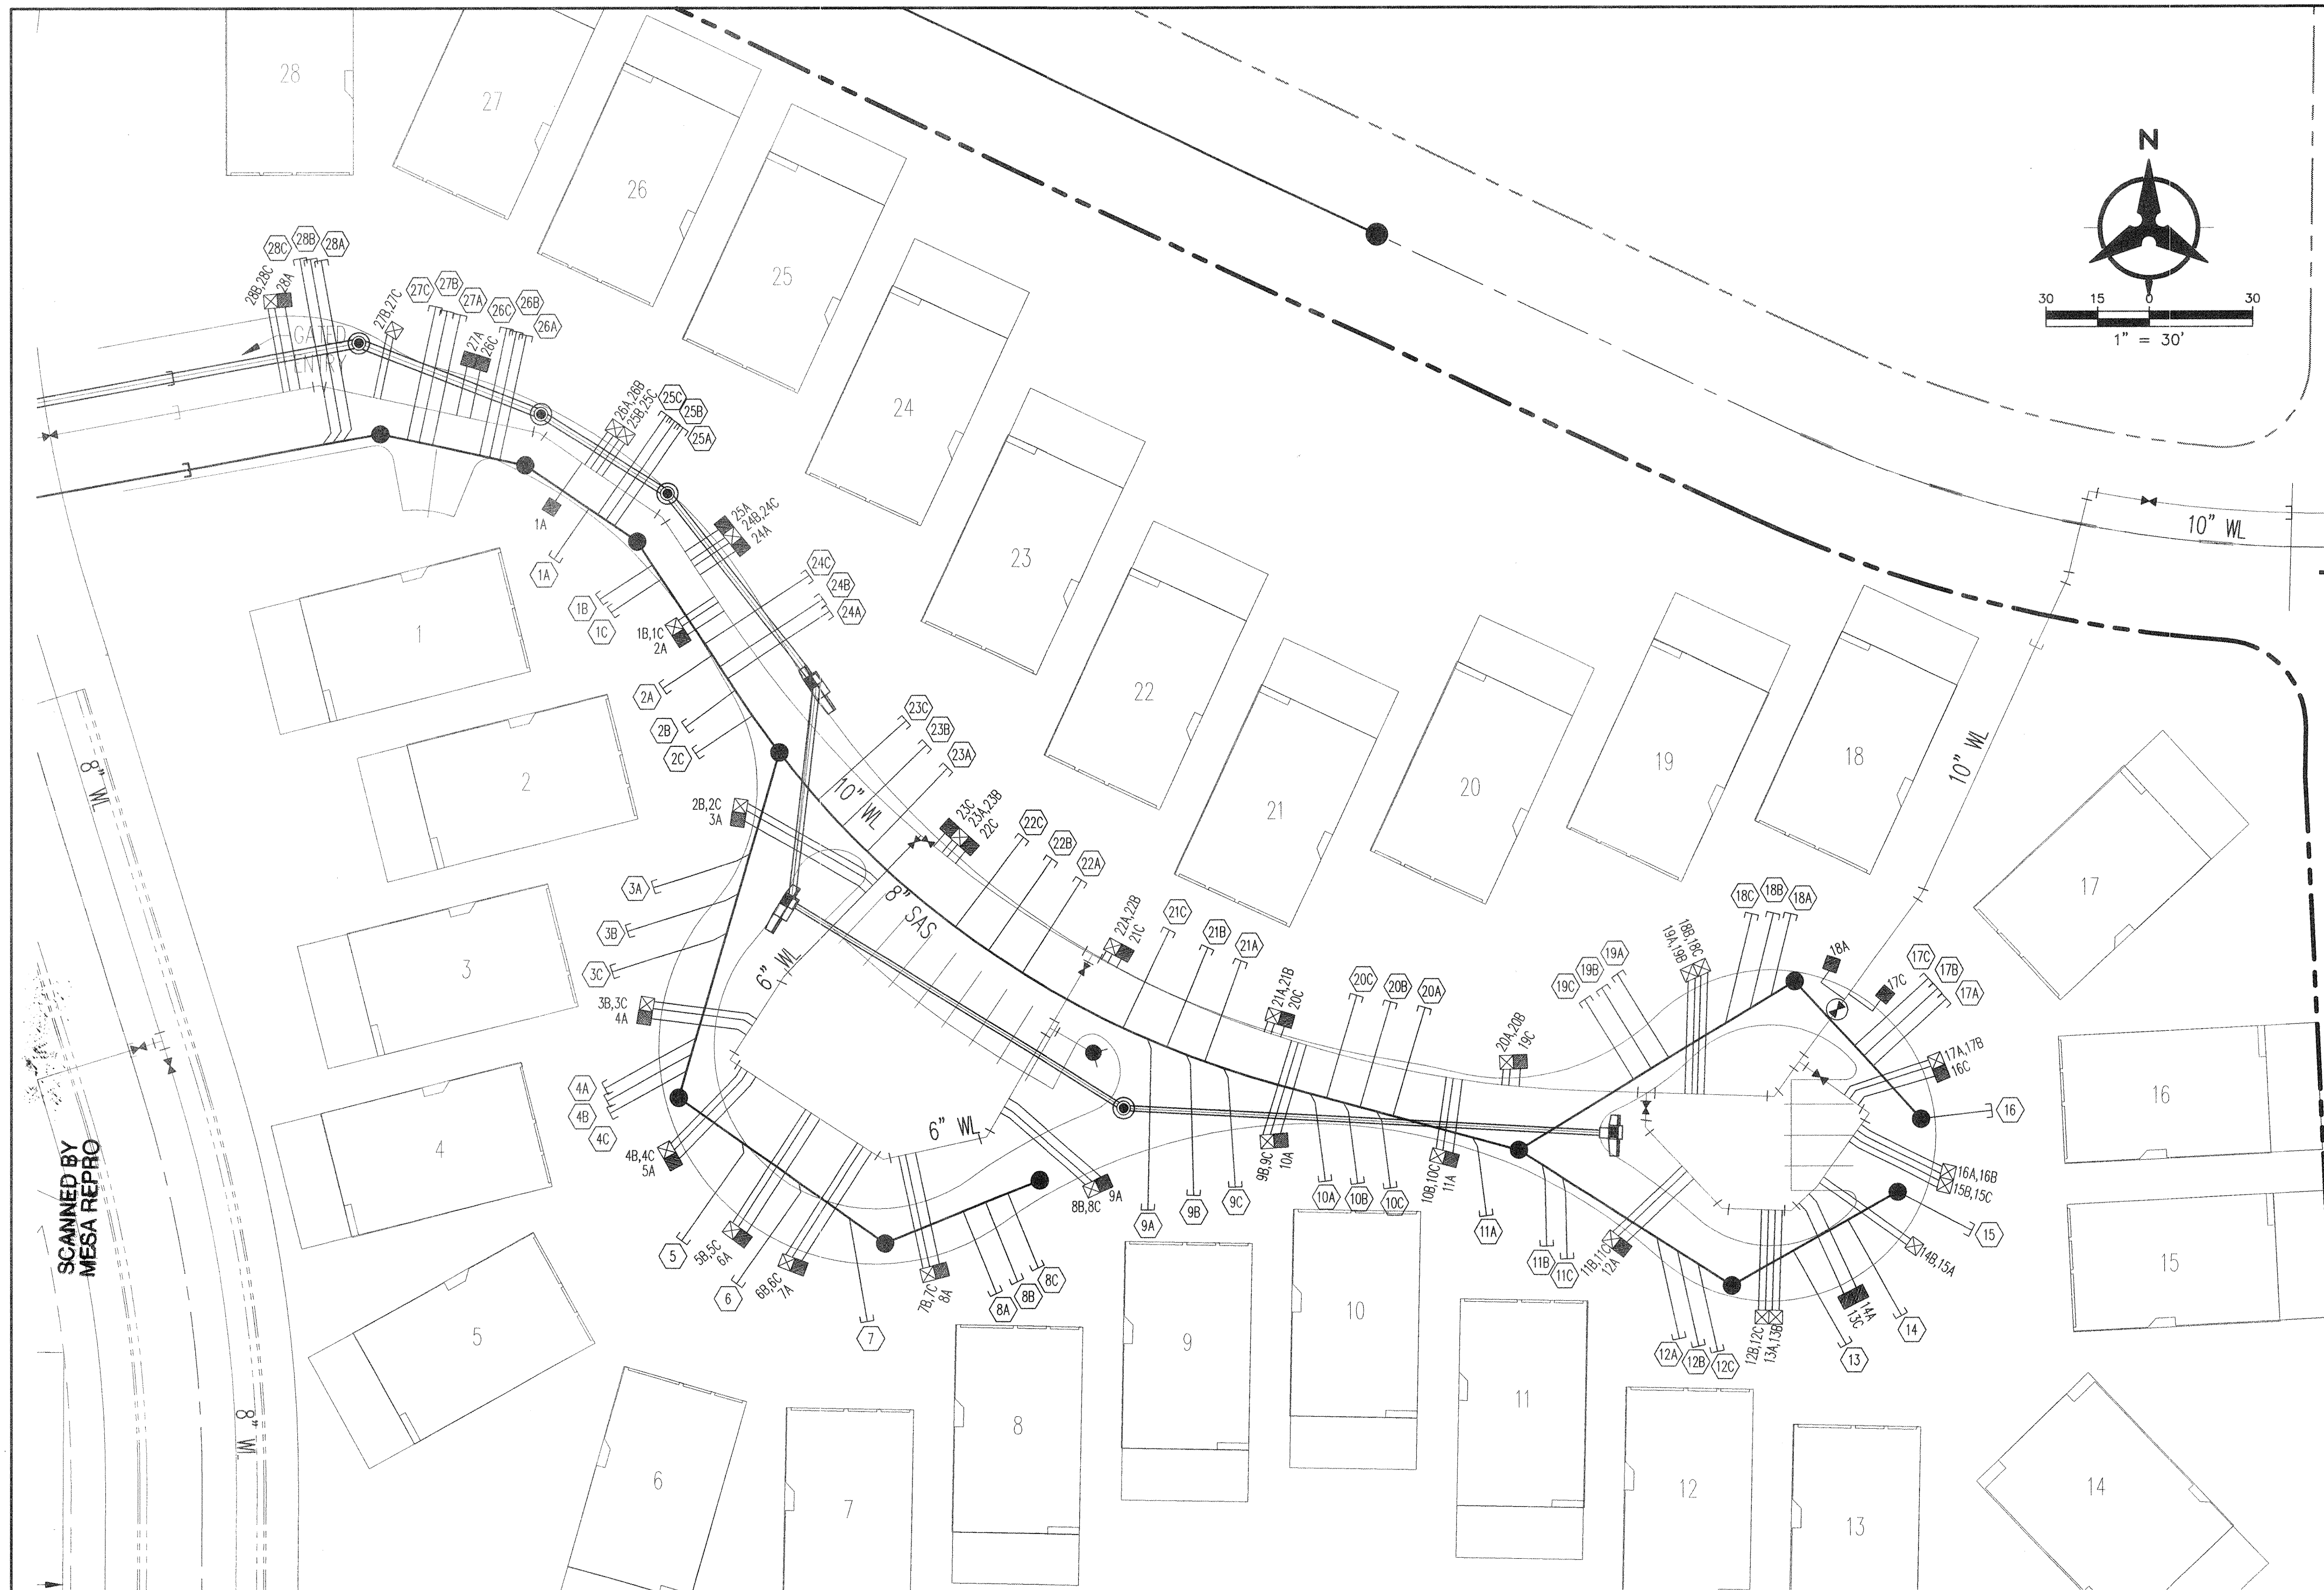 28
27
26
25
24
23
22
21
20
19
18
17
16
15
14
13
12
11
10
9
8
7
6
5
4
3
2
1
N
30 15 0 30
1" = 30'
GATED
ENTRY
28C
28B
28A
28B,28C
28A
27B,27C
27C
27B
27A
26C
26B
26A
27A
26C
26A,26B
25B,25C
25C
25B
25A
1A
1A
25A
24B,24C
24A
1B
1C
1B,1C
2A
24C
24B
24A
2A
2B
2C
23C
23B
23A
10" WL
23C
23A,23B
22C
2B,2C
3A
22C
22B
22A
8" SAS
3A
3B
3C
6" WL
3B,3C
4A
22A,22B
21C
21C
21B
21A
21A,21B
20C
20C
20B
20A
20A,20B
19C
19C
19B
19A
19A,19B
18B,18C
18C
18B
18A
18A
17C
17C
17B
17A
17A,17B
16C
16
16A,16B
15B,15C
15
14B,15A
14
14A
13C
13
12B,12C
13A,13B
12A
12B
12C
11B,11C
12A
11A
11B
11C
10B,10C
11A
10A
10B
10C
9B,9C
10A
9A
9B
9C
8B,8C
9A
6" WL
8A
8B
8C
7B,7C
8A
7
6B,6C
7A
6
5B,5C
6A
5
4B,4C
5A
4A
4B
4C
10" WL
10" WL
8" WL
8" WL
SCANNED BY
MESA REPRO